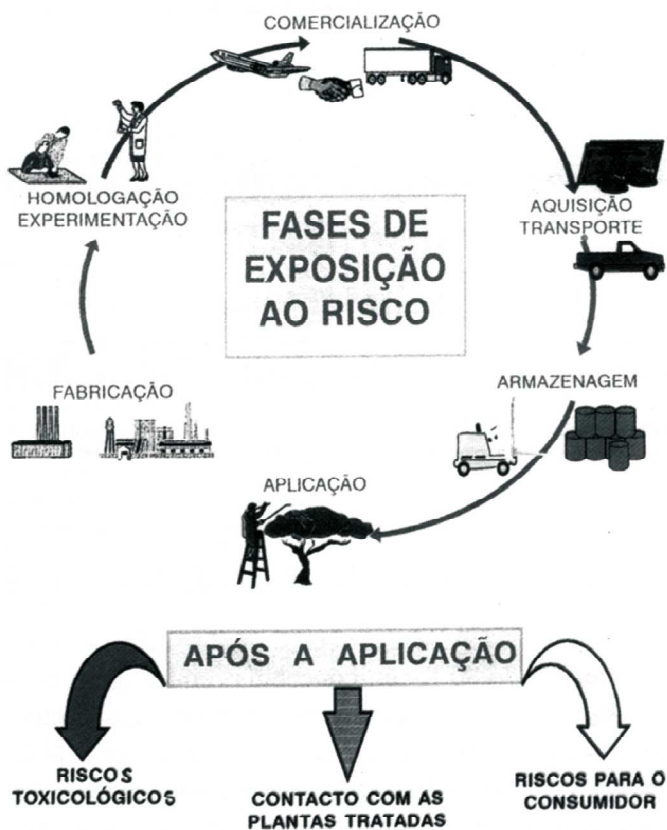 COMERCIALIZAÇÃO
HOMOLOGAÇÃO
EXPERIMENTAÇÃO
FASES DE
EXPOSIÇÃO
AO RISCO
AQUISIÇÃO
TRANSPORTE
FABRICAÇÃO
ARMAZENAGEM
APLICAÇÃO
APÓS A APLICAÇÃO
RISCOS
TOXICOLÓGICOS
CONTACTO COM AS
PLANTAS TRATADAS
RISCOS PARA O
CONSUMIDOR